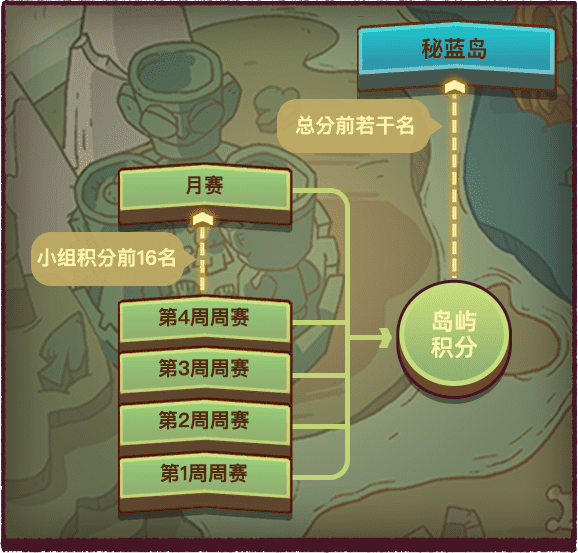 秘蓝岛
总分前若干名
月赛
小组积分前16名
第4周周赛
岛屿
积分
第3周周赛
第2周周赛
第1周周赛